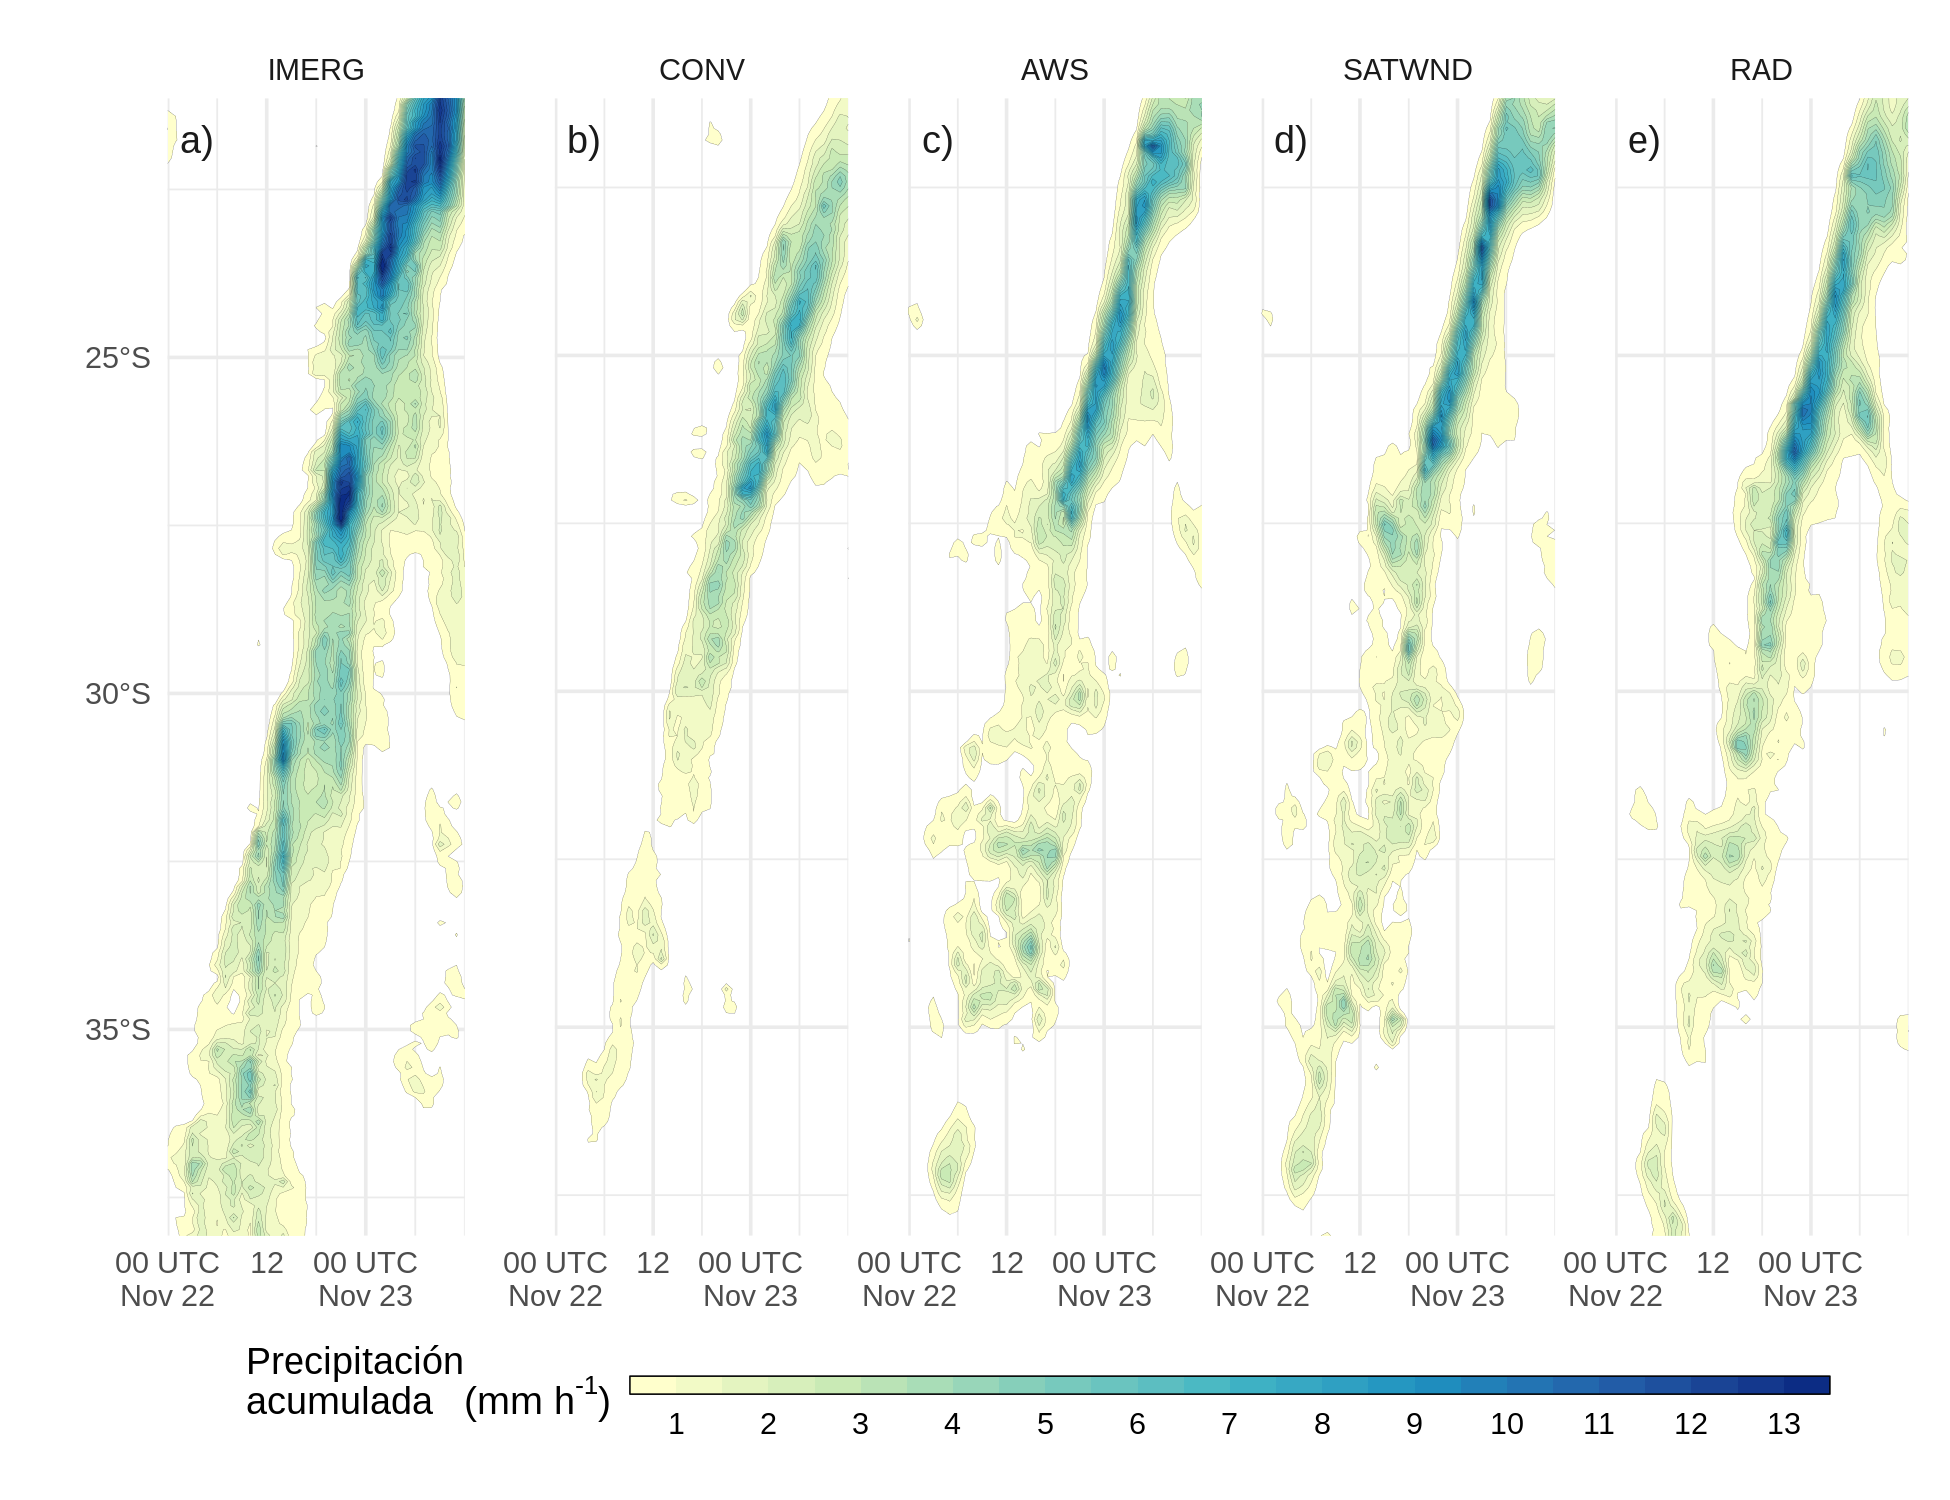 IMERG CONV AWS SATWND RAD
a) b) c) d) e)
25°S
30°S
35°S
00 UTC 12 00 UTC 00 UTC 12 00 UTC 00 UTC 12 00 UTC 00 UTC 12 00 UTC 00 UTC 12 00 UTC
Nov 22 Nov 23 Nov 22 Nov 23 Nov 22 Nov 23 Nov 22 Nov 23 Nov 22 Nov 23
Precipitación
acumulada (mm h-1)
1 2 3 4 5 6 7 8 9 10 11 12 13